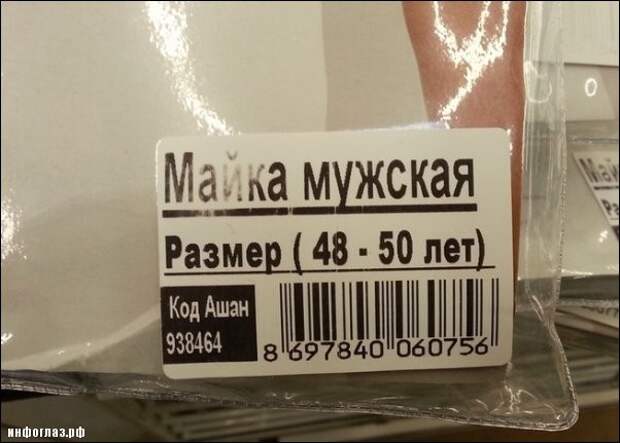 Майка мужская
Размер ( 48 - 50 лет)
Код Ашан
938464
8 697840 060756
инфоглаз.рф